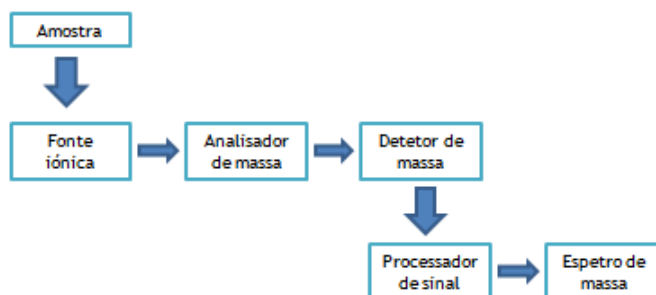 Amostra
Fonte
iónica
Analisador
de massa
Detetor de
massa
Processador
de sinal
Espetro de
massa